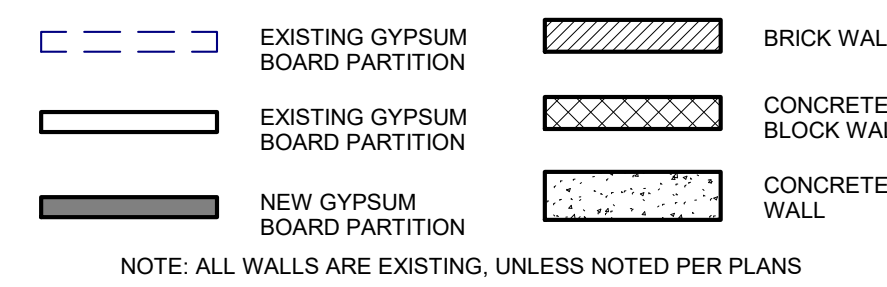 EXISTING GYPSUM
BOARD PARTITION
EXISTING GYPSUM
BOARD PARTITION
NEW GYPSUM
BOARD PARTITION
BRICK WAL
CONCRETE
BLOCK WAL
CONCRETE
WALL
NOTE: ALL WALLS ARE EXISTING, UNLESS NOTED PER PLANS